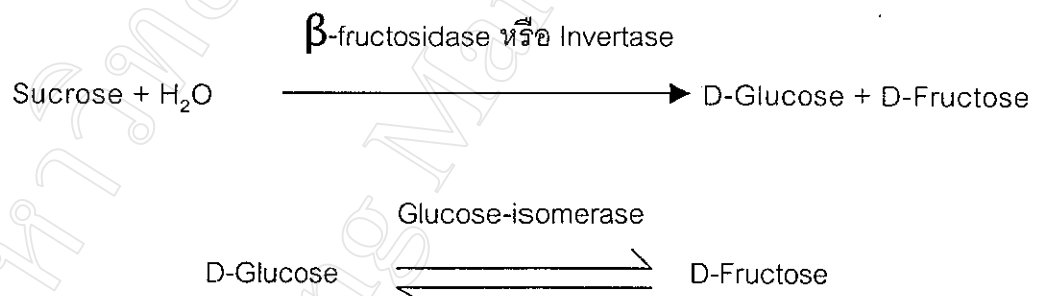 β-fructosidase หรือ Invertase
Sucrose + H₂O D-Glucose + D-Fructose
Glucose-isomerase
D-Glucose D-Fructose